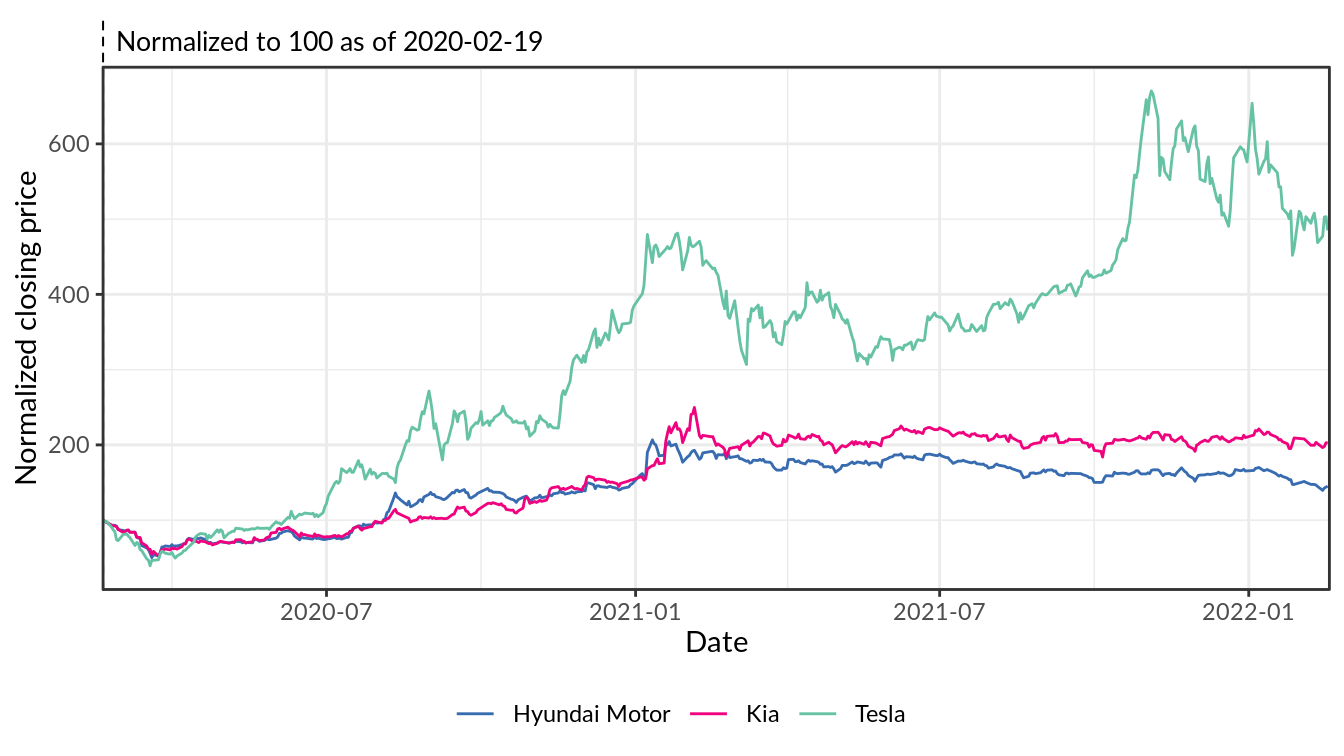 Normalized to 100 as of 2020-02-19
Normalized closing price
600
400
200
2020-07 2021-01 2021-07 2022-01
Date
Hyundai Motor Kia Tesla